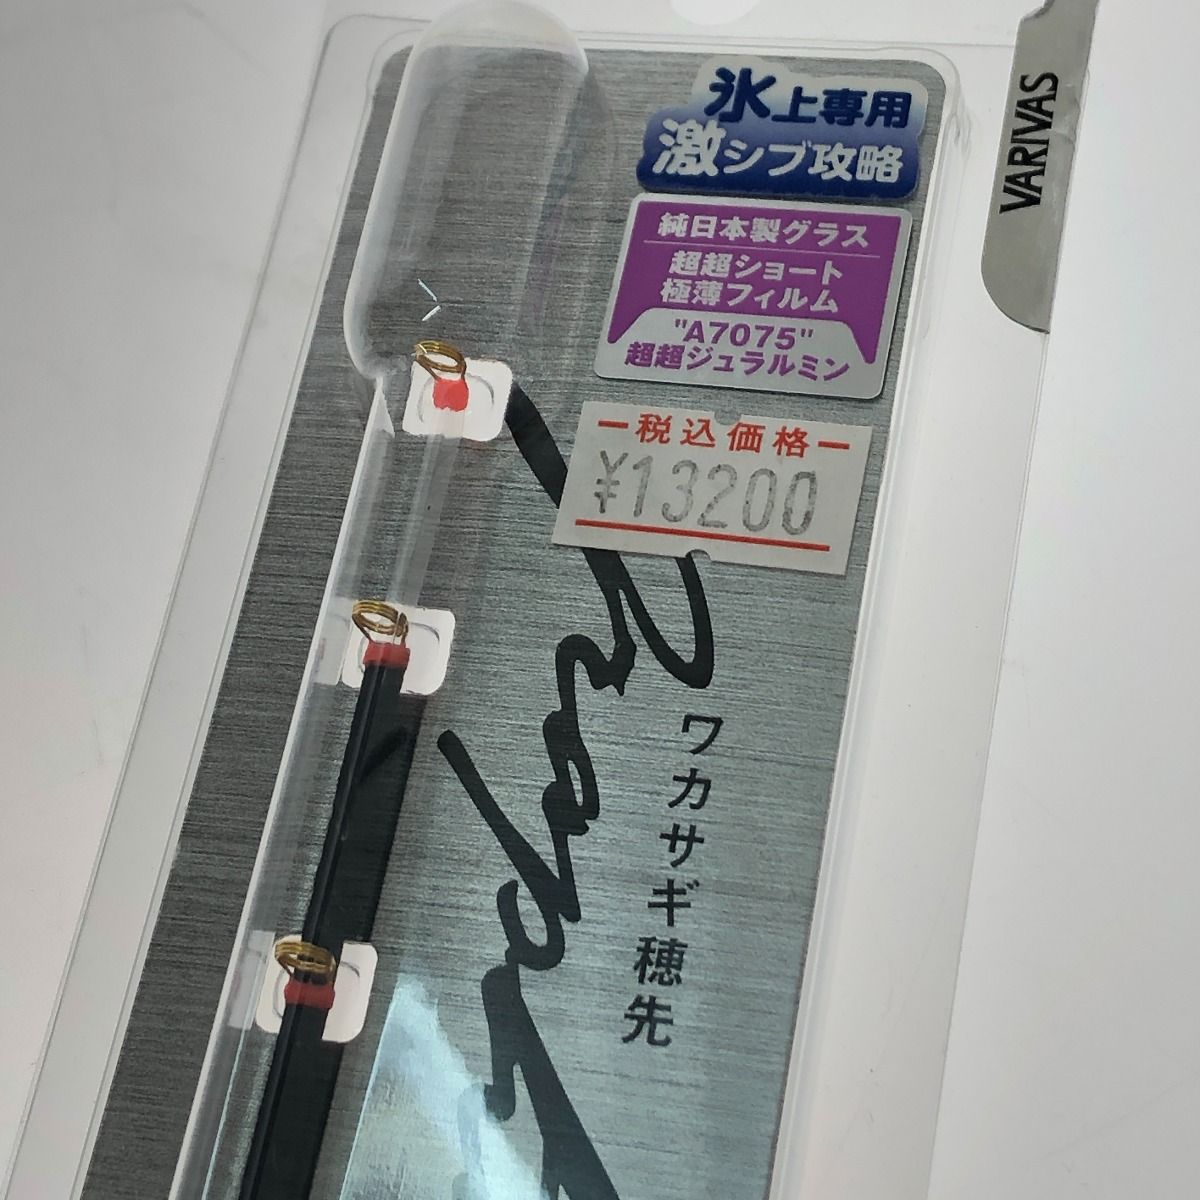 氷上専用
激シブ攻略
VARIVAS
純日本製グラス
超超ショート
極薄フィルム
"A7075"
超超ジュラルミン
税込価格
¥13200
ワカサギ穂先